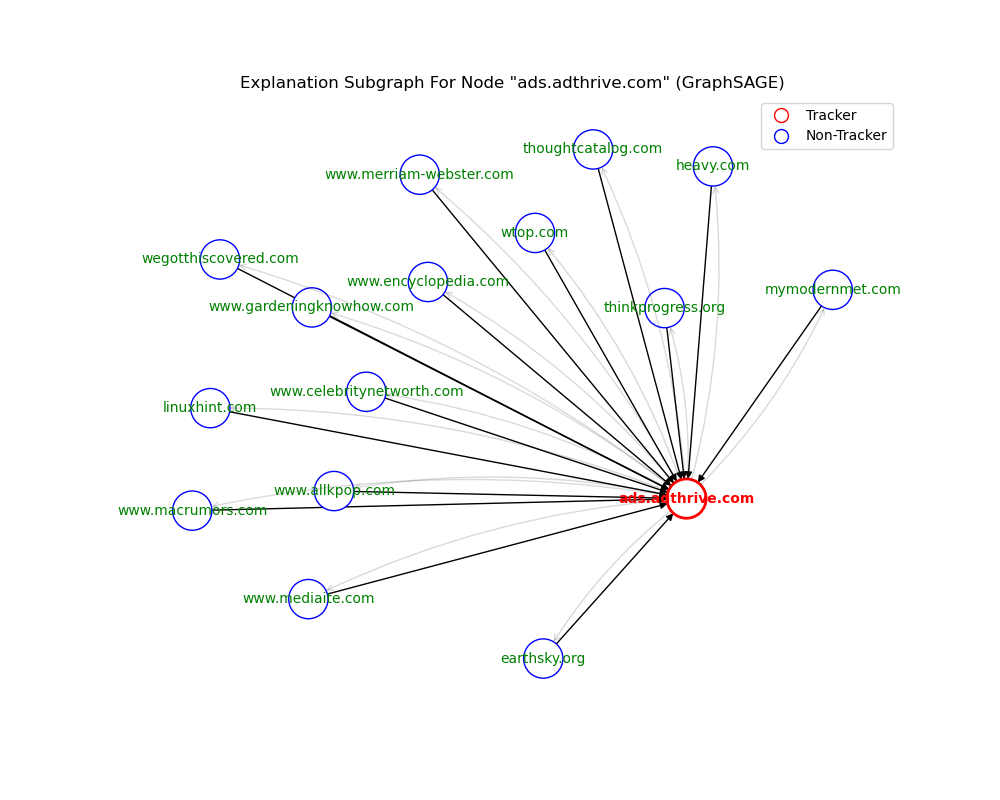 Explanation Subgraph For Node "ads.adthrive.com" (GraphSAGE)
Tracker
Non-Tracker
thoughtcatalog.com
heavy.com
www.merriam-webster.com
wtop.com
wegotthiscovered.com
www.encyclopedia.com
mymodernmet.com
www.gardeningknowhow.com
thinkprogress.org
www.celebritynetworth.com
linuxhint.com
www.allkpop.com
ads.adthrive.com
www.macrumors.com
www.mediaite.com
earthsky.org